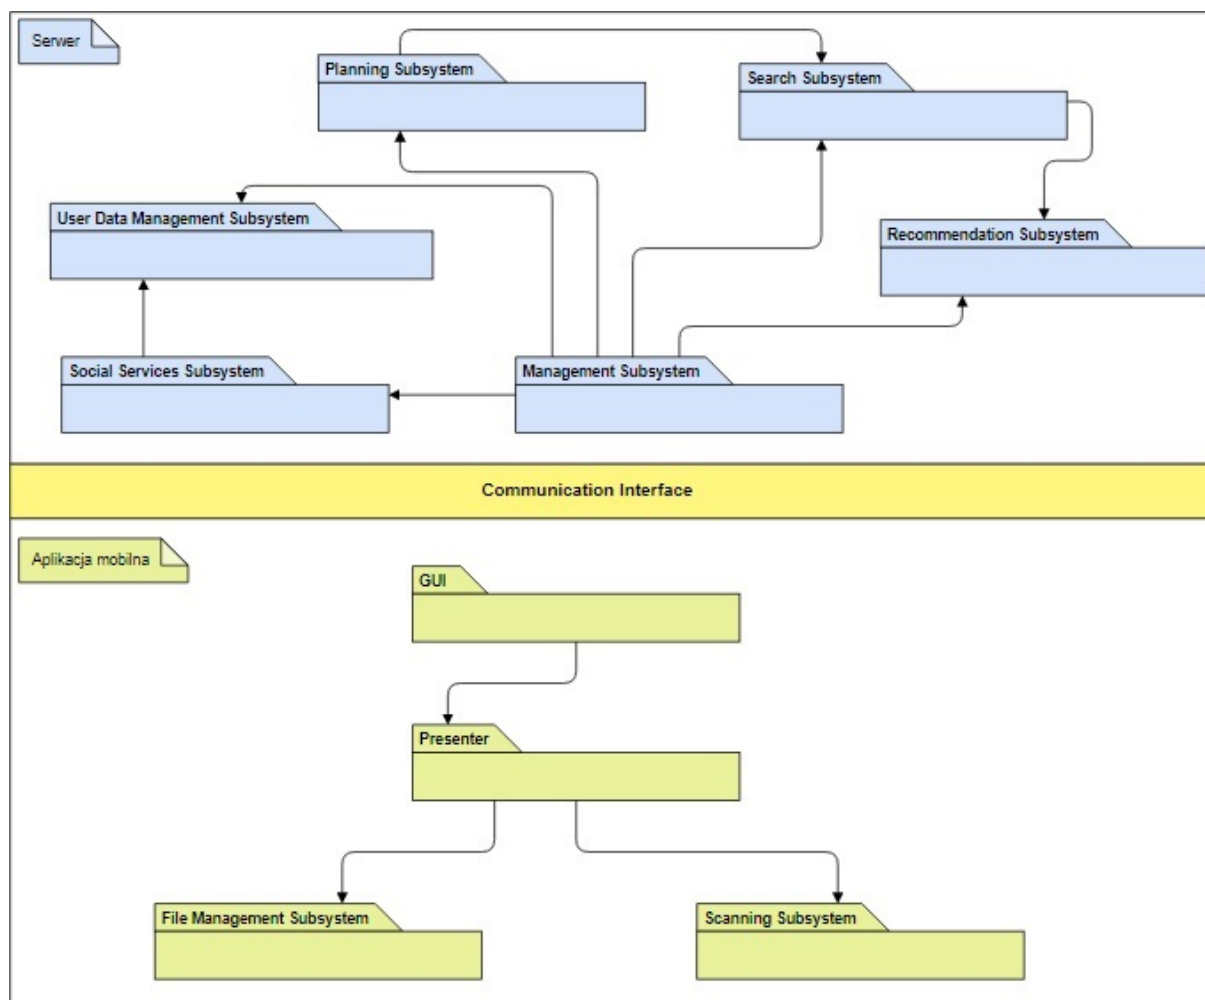 Serwer
Planning Subsystem
Search Subsystem
User Data Management Subsystem
Recommendation Subsystem
Social Services Subsystem
Management Subsystem
Communication Interface
Aplikacja mobilna
GUI
Presenter
File Management Subsystem
Scanning Subsystem